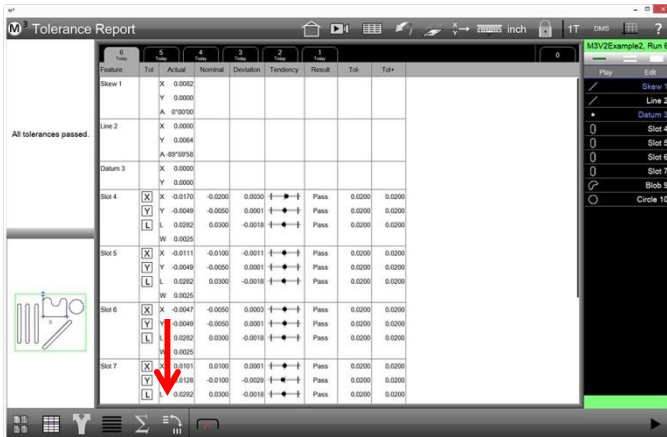 M³ Tolerance Report
inch 1T DMS ?
M3V2Example2, Run 6
6 Today 5 Today 4 Today 3 Today 2 Today 1 Today 0
Play Edit
Feature Tol Actual Nominal Deviation Tendency Result Tol- Tol+
All tolerances passed.
Skew 1 X 0.0082
Y 0.0000
A 0°00'00
Line 2 X 0.0000
Y 0.0064
A -89°59'58
Datum 3 X 0.0000
Y 0.0000
Slot 4 X X -0.0170 -0.0200 0.0030 Pass 0.0200 0.0200
Y Y -0.0049 -0.0050 0.0001 Pass 0.0200 0.0200
L L 0.0282 0.0300 -0.0018 Pass 0.0200 0.0200
W 0.0025
Slot 5 X X -0.0111 -0.0100 -0.0011 Pass 0.0200 0.0200
Y Y -0.0049 -0.0050 0.0001 Pass 0.0200 0.0200
L L 0.0282 0.0300 -0.0018 Pass 0.0200 0.0200
W 0.0025
Slot 6 X X -0.0047 -0.0050 0.0003 Pass 0.0200 0.0200
Y Y -0.0049 -0.0050 0.0001 Pass 0.0200 0.0200
L L 0.0282 0.0300 -0.0018 Pass 0.0200 0.0200
W 0.0025
Slot 7 X X 0.0101 0.0100 0.0001 Pass 0.0200 0.0200
Y 0.0128 -0.0100 -0.0028 Pass 0.0200 0.0200
L L 0.0282 0.0300 -0.0018 Pass 0.0200 0.0200
Skew 1
Line 2
Datum 3
Slot 4
Slot 5
Slot 6
Slot 7
Blob 9
Circle 10